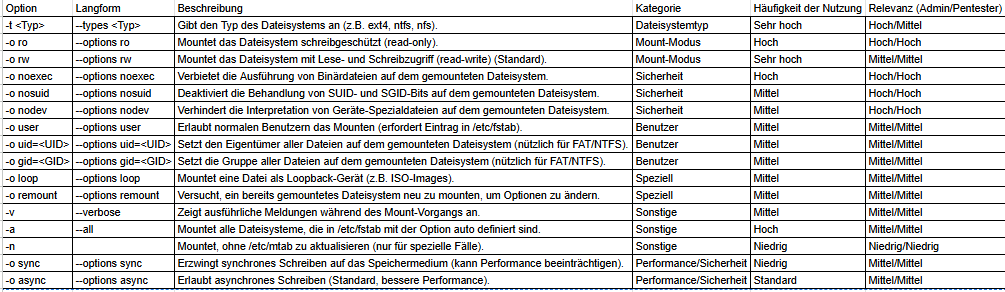 Option Langform Beschreibung Kategorie Häufigkeit der Nutzung Relevanz (Admin/Pentester)
-t <Typ> --types <Typ> Gibt den Typ des Dateisystems an (z.B. ext4, ntfs, nfs). Dateisystemtyp Sehr hoch Hoch/Mittel
-o ro --options ro Mountet das Dateisystem schreibgeschützt (read-only). Mount-Modus Hoch Hoch/Hoch
-o rw --options rw Mountet das Dateisystem mit Lese- und Schreibzugriff (read-write) (Standard). Mount-Modus Sehr hoch Mittel/Mittel
-o noexec --options noexec Verbietet die Ausführung von Binärdateien auf dem gemounteten Dateisystem. Sicherheit Hoch Hoch/Hoch
-o nosuid --options nosuid Deaktiviert die Behandlung von SUID- und SGID-Bits auf dem gemounteten Dateisystem. Sicherheit Mittel Hoch/Hoch
-o nodev --options nodev Verhindert die Interpretation von Geräte-Spezialdateien auf dem gemounteten Dateisystem. Sicherheit Mittel Hoch/Hoch
-o user --options user Erlaubt normalen Benutzern das Mounten (erfordert Eintrag in /etc/fstab). Benutzer Mittel Mittel/Mittel
-o uid=<UID> --options uid=<UID> Setzt den Eigentümer aller Dateien auf dem gemounteten Dateisystem (nützlich für FAT/NTFS). Benutzer Mittel Mittel/Mittel
-o gid=<GID> --options gid=<GID> Setzt die Gruppe aller Dateien auf dem gemounteten Dateisystem (nützlich für FAT/NTFS). Benutzer Mittel Mittel/Mittel
-o loop --options loop Mountet eine Datei als Loopback-Gerät (z.B. ISO-Images). Speziell Mittel Mittel/Mittel
-o remount --options remount Versucht, ein bereits gemountetes Dateisystem neu zu mounten, um Optionen zu ändern. Speziell Mittel Mittel/Mittel
-v --verbose Zeigt ausführliche Meldungen während des Mount-Vorgangs an. Sonstige Mittel Mittel/Mittel
-a --all Mountet alle Dateisysteme, die in /etc/fstab mit der Option auto definiert sind. Sonstige Hoch Mittel/Mittel
-n Mountet, ohne /etc/mtab zu aktualisieren (nur für spezielle Fälle). Sonstige Niedrig Niedrig/Niedrig
-o sync --options sync Erzwingt synchrones Schreiben auf das Speichermedium (kann Performance beeinträchtigen). Performance/Sicherheit Niedrig Mittel/Mittel
-o async --options async Erlaubt asynchrones Schreiben (Standard, bessere Performance). Performance/Sicherheit Standard Mittel/Mittel